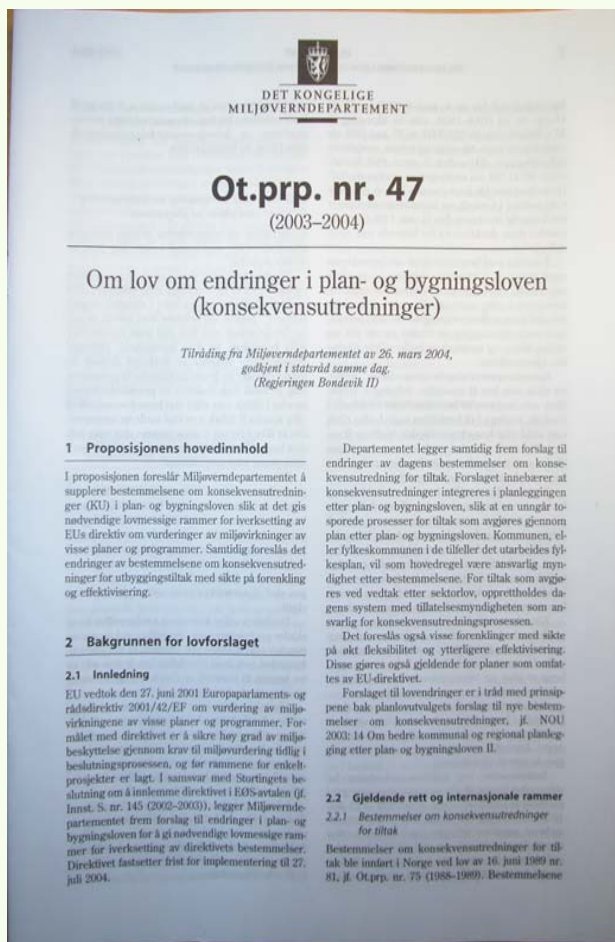 DET KONGELIGE
MILJØVERNDEPARTEMENT
Ot.prp. nr. 47
(2003–2004)
Om lov om endringer i plan- og bygningsloven
(konsekvensutredninger)
Tilråding fra Miljøverndepartementet av 26. mars 2004,
godkjent i statsråd samme dag.
(Regjeringen Bondevik II)
1 Proposisjonens hovedinnhold
I proposisjonen foreslår Miljøverndepartementet å
supplere bestemmelsene om konsekvensutrednin-
ger (KU) i plan- og bygningsloven slik at det gis
nødvendige lovmessige rammer for iverksetting av
EUs direktiv om vurderinger av miljøvirkninger av
visse planer og programmer. Samtidig foreslås det
endringer av bestemmelsene om konsekvensutred-
ninger for utbyggingstiltak med sikte på forenkling
og effektivisering.
2 Bakgrunnen for lovforslaget
2.1 Innledning
EU vedtok den 27. juni 2001 Europaparlaments- og
rådsdirektiv 2001/42/EF om vurdering av miljø-
virkningene av visse planer og programmer. For-
målet med direktivet er å sikre høy grad av miljø-
beskyttelse gjennom krav til miljøvurdering tidlig i
beslutningsprosessen, og før rammene for enkelt-
prosjekter er lagt. I samsvar med Stortingets be-
slutning om å innlemme direktivet i EØS-avtalen (jf.
Innst. S. nr. 145 (2002–2003)), legger Miljøvernde-
partementet frem forslag til endringer i plan- og
bygningsloven for å gi nødvendige lovmessige ram-
mer for iverksetting av direktivets bestemmelser.
Direktivet fastsetter frist for implementering til 27.
juli 2004.
Departementet legger samtidig frem forslag til
endringer av dagens bestemmelser om konse-
kvensutredning for tiltak. Forslaget innebærer at
konsekvensutredninger integreres i planleggingen
etter plan- og bygningsloven, slik at en unngår to-
sporede prosesser for tiltak som avgjøres gjennom
plan etter plan- og bygningsloven. Kommunen, el-
ler fylkeskommunen i de tilfeller det utarbeides fyl-
kesplan, vil som hovedregel være ansvarlig myn-
dighet etter bestemmelsene. For tiltak som avgjø-
res ved vedtak etter sektorlov, opprettholdes da-
gens system med tillatelsesmyndigheten som an-
svarlig for konsekvensutredningsprosessen.
Det foreslås også visse forenklinger med sikte
på økt fleksibilitet og ytterligere effektivisering.
Disse gjøres også gjeldende for planer som omfat-
tes av EU-direktivet.
Forslaget til lovendringer er i tråd med prinsip-
pene bak planlovutvalgets forslag til nye bestem-
melser om konsekvensutredninger, jf. NOU
2003: 14 Om bedre kommunal og regional planleg-
ging etter plan- og bygningsloven II.
2.2 Gjeldende rett og internasjonale rammer
2.2.1 Bestemmelser om konsekvensutredninger
for tiltak
Bestemmelser om konsekvensutredninger for til-
tak ble innført i Norge ved lov av 16. juni 1989 nr.
81, jf. Ot.prp. nr. 75 (1988–1989). Bestemmelsene